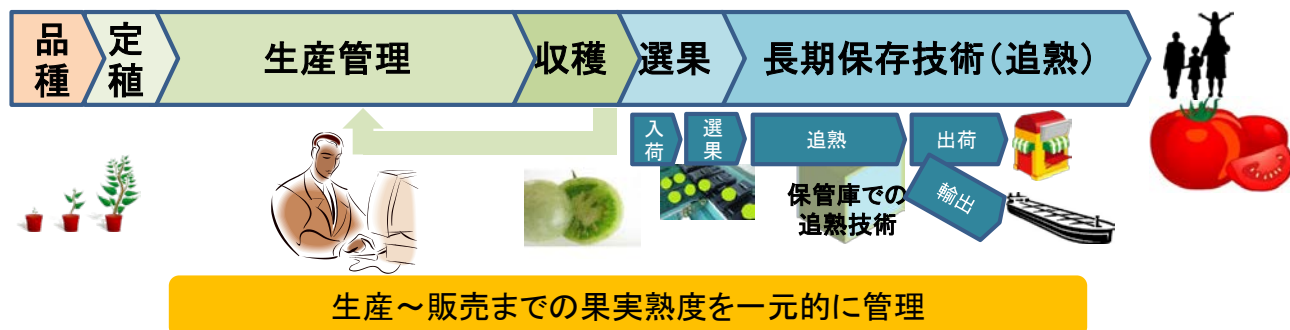 品種
定植
生産管理
収穫
選果
長期保存技術（追熟）
入荷
選果
追熟
出荷
輸出
保管庫での
追熟技術
生産～販売までの果実熟度を一元的に管理